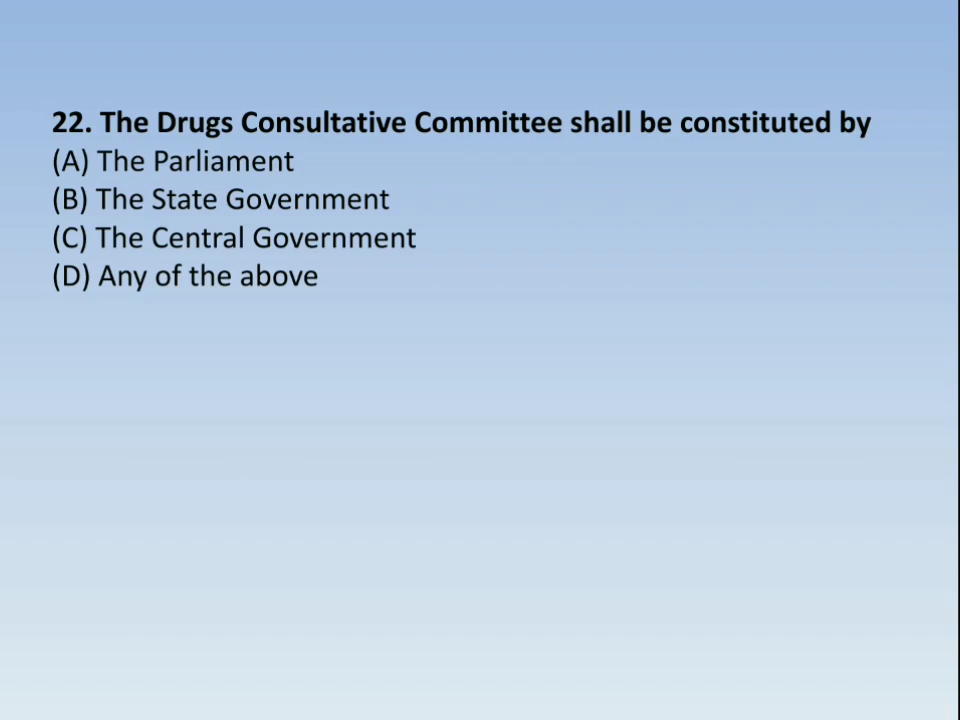 22. The Drugs Consultative Committee shall be constituted by
(A) The Parliament
(B) The State Government
(C) The Central Government
(D) Any of the above